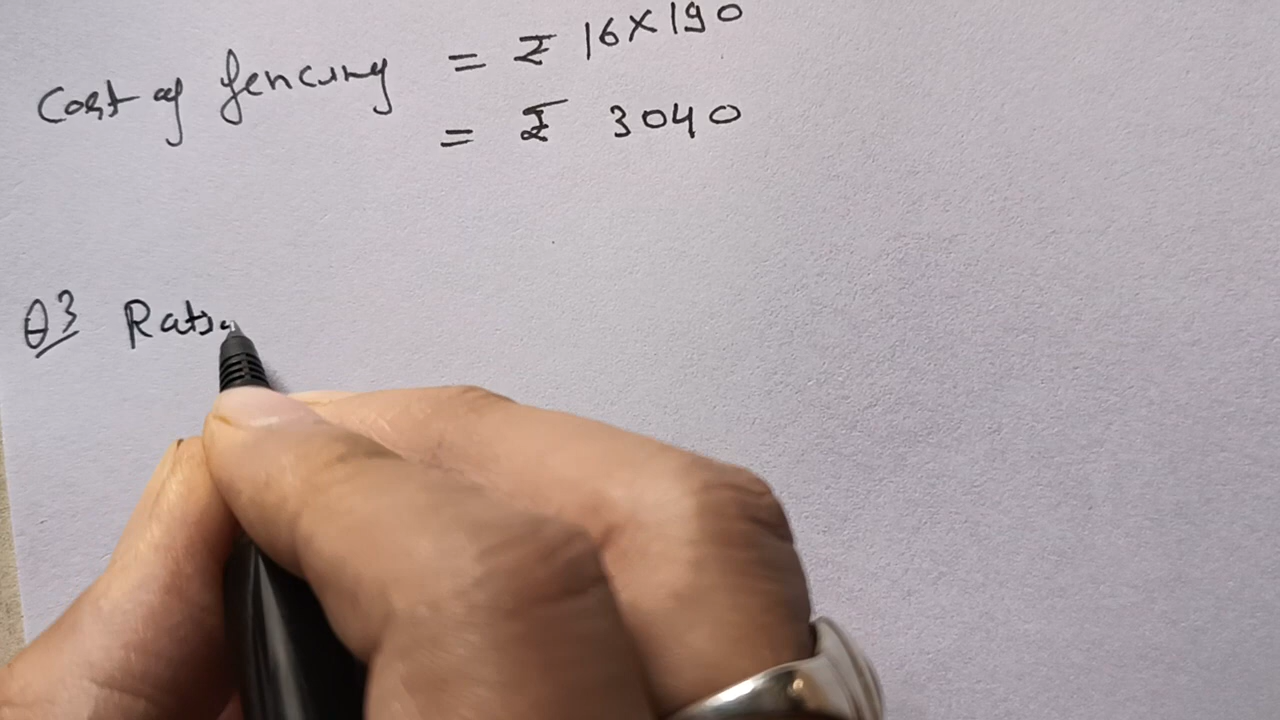 Cost of fencing = ₹ 16×190
= ₹ 3040
Q3